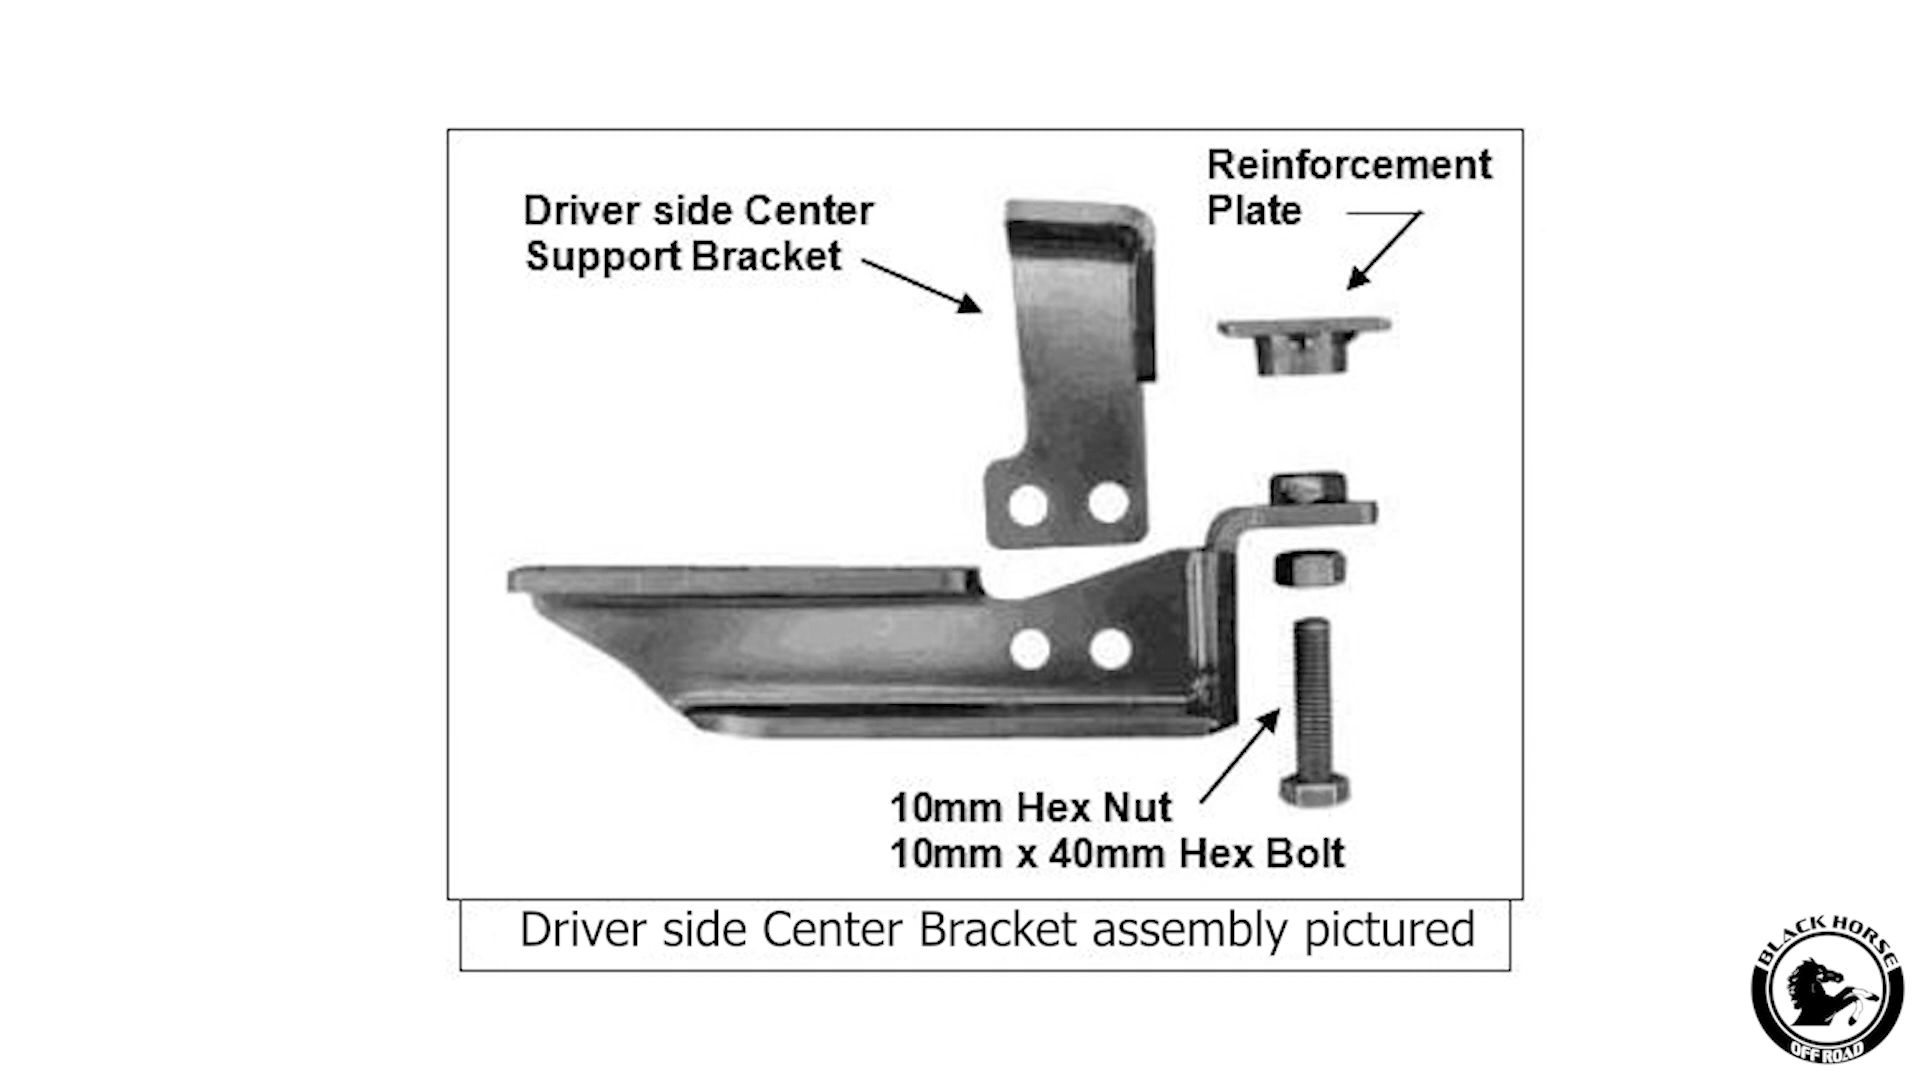 Reinforcement
Plate
Driver side Center
Support Bracket
10mm Hex Nut
10mm x 40mm Hex Bolt
Driver side Center Bracket assembly pictured
BLACK HORSE
OFF ROAD